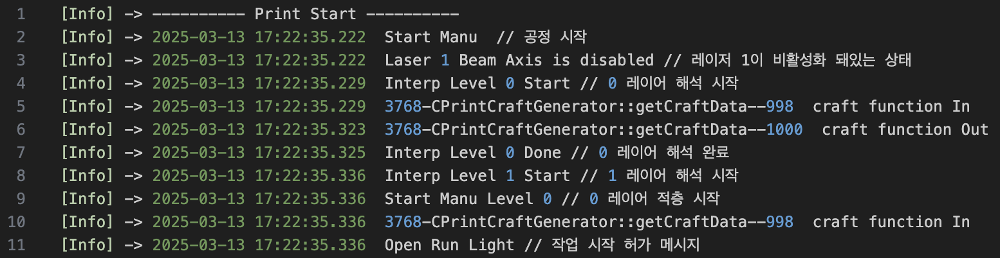 1 [Info] -> ---------- Print Start ----------
2 [Info] -> 2025-03-13 17:22:35.222  Start Manu  // 공정 시작
3 [Info] -> 2025-03-13 17:22:35.222  Laser 1 Beam Axis is disabled // 레이저 1이 비활성화 돼있는 상태
4 [Info] -> 2025-03-13 17:22:35.229  Interp Level 0 Start // 0 레이어 해석 시작
5 [Info] -> 2025-03-13 17:22:35.229  3768-CPrintCraftGenerator::getCraftData--998  craft function In
6 [Info] -> 2025-03-13 17:22:35.323  3768-CPrintCraftGenerator::getCraftData--1000  craft function Out
7 [Info] -> 2025-03-13 17:22:35.325  Interp Level 0 Done // 0 레이어 해석 완료
8 [Info] -> 2025-03-13 17:22:35.336  Interp Level 1 Start // 1 레이어 해석 시작
9 [Info] -> 2025-03-13 17:22:35.336  Start Manu Level 0 // 0 레이어 적층 시작
10 [Info] -> 2025-03-13 17:22:35.336  3768-CPrintCraftGenerator::getCraftData--998  craft function In
11 [Info] -> 2025-03-13 17:22:35.336  Open Run Light // 작업 시작 허가 메시지